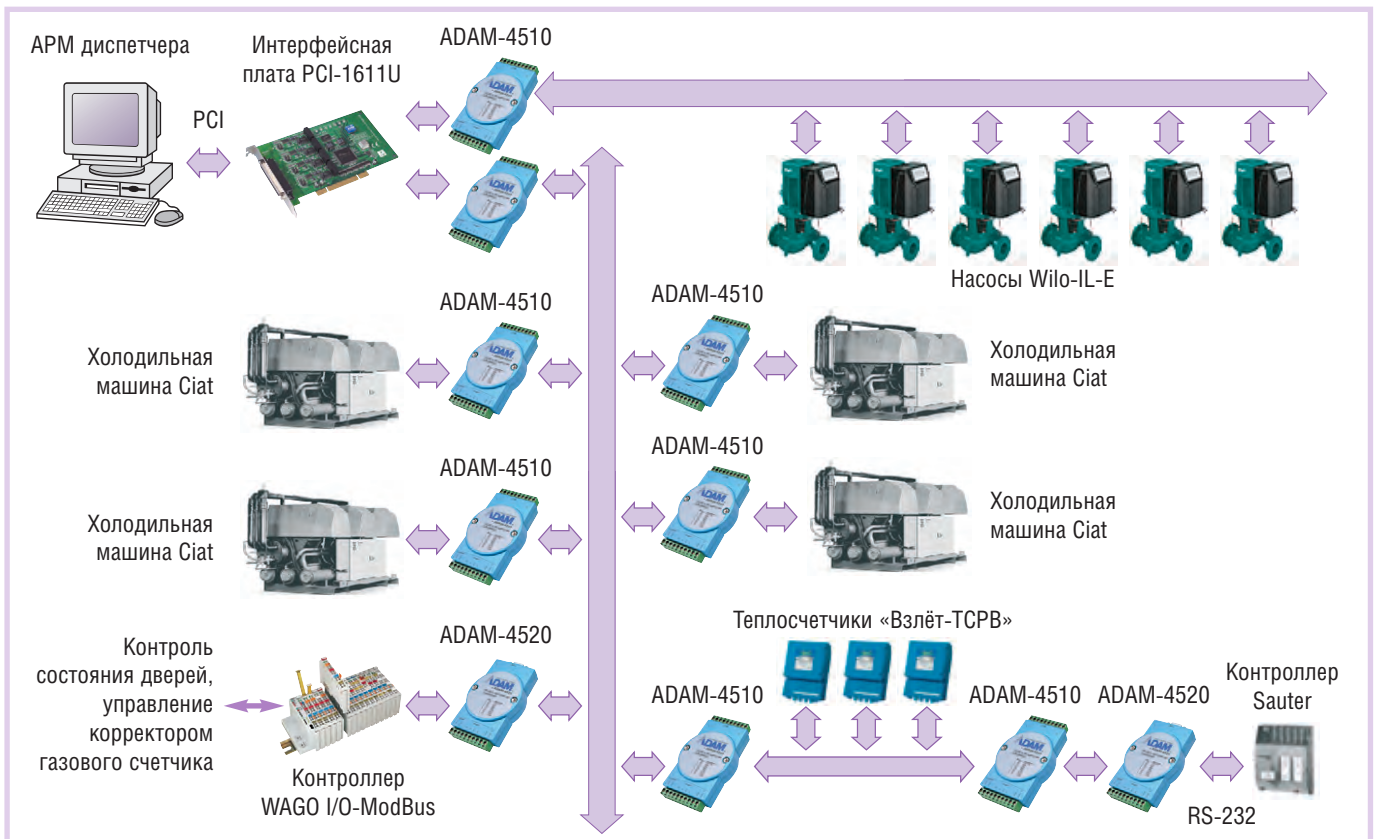 АРМ диспетчера
Интерфейсная
плата PCI-1611U
ADAM-4510
PCI
ADAM
Насосы Wilo-IL-E
ADAM-4510
ADAM-4510
Холодильная
машина Ciat
Холодильная
машина Ciat
ADAM-4510
ADAM-4510
Холодильная
машина Ciat
Холодильная
машина Ciat
Контроль
состояния дверей,
управление
корректором
газового счетчика
ADAM-4520
Контроллер
WAGO I/O-ModBus
Теплосчетчики «Взлёт-ТСРВ»
ADAM-4510
ADAM-4510
ADAM-4520
Контроллер
Sauter
RS-232